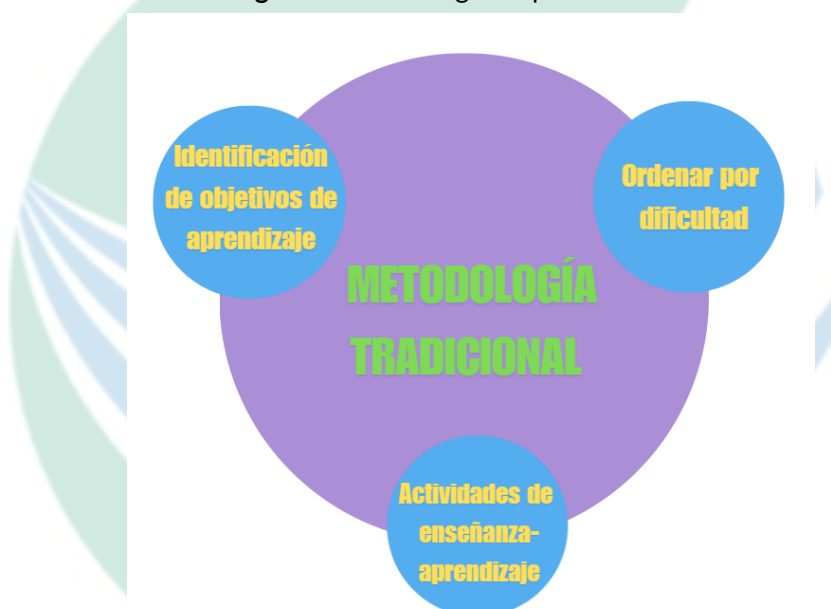 Identificación
de objetivos de
aprendizaje
Ordenar por
dificultad
METODOLOGÍA
TRADICIONAL
Actividades de
enseñanza-
aprendizaje